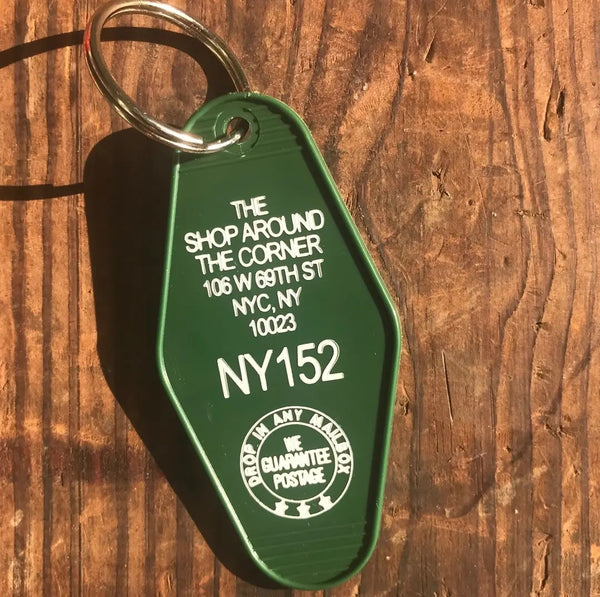 THE
SHOP AROUND
THE CORNER
106 W 69TH ST
NYC, NY
10023
NY152
DROP IN ANY MAILBOX
WE
GUARANTEE
POSTAGE